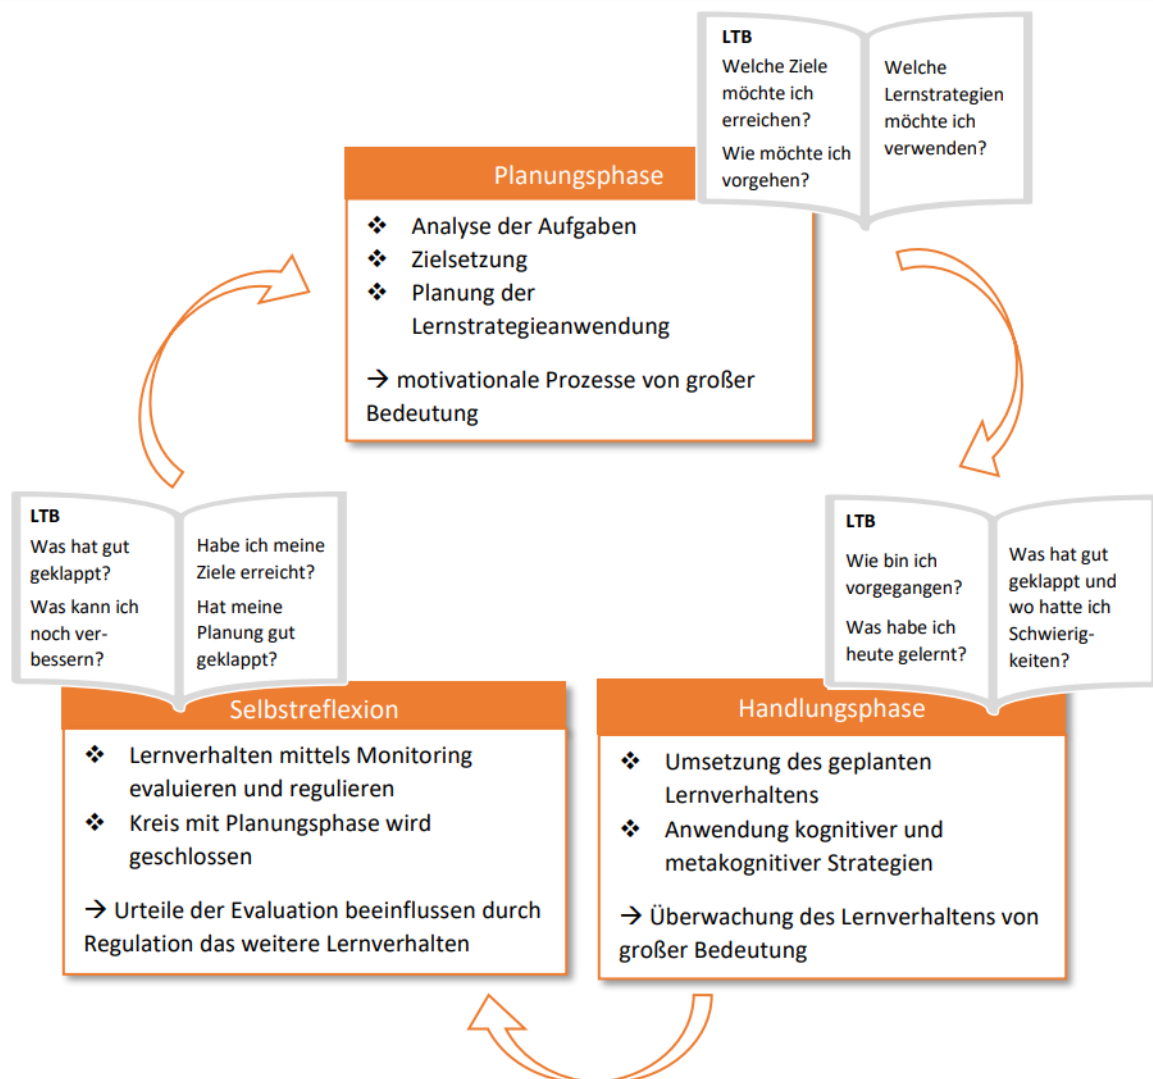 LTB
Welche Ziele
möchte ich
erreichen?
Wie möchte ich
vorgehen?
Welche
Lernstrategien
möchte ich
verwenden?
Planungsphase
❖ Analyse der Aufgaben
❖ Zielsetzung
❖ Planung der
Lernstrategieanwendung
→ motivationale Prozesse von großer
Bedeutung
LTB
Wie bin ich
vorgegangen?
Was habe ich
heute gelernt?
Was hat gut
geklappt und
wo hatte ich
Schwierig-
keiten?
Handlungsphase
❖ Umsetzung des geplanten
Lernverhaltens
❖ Anwendung kognitiver und
metakognitiver Strategien
→ Überwachung des Lernverhaltens von
großer Bedeutung
LTB
Was hat gut
geklappt?
Was kann ich
noch ver-
bessern?
Habe ich meine
Ziele erreicht?
Hat meine
Planung gut
geklappt?
Selbstreflexion
❖ Lernverhalten mittels Monitoring
evaluieren und regulieren
❖ Kreis mit Planungsphase wird
geschlossen
→ Urteile der Evaluation beeinflussen durch
Regulation das weitere Lernverhalten